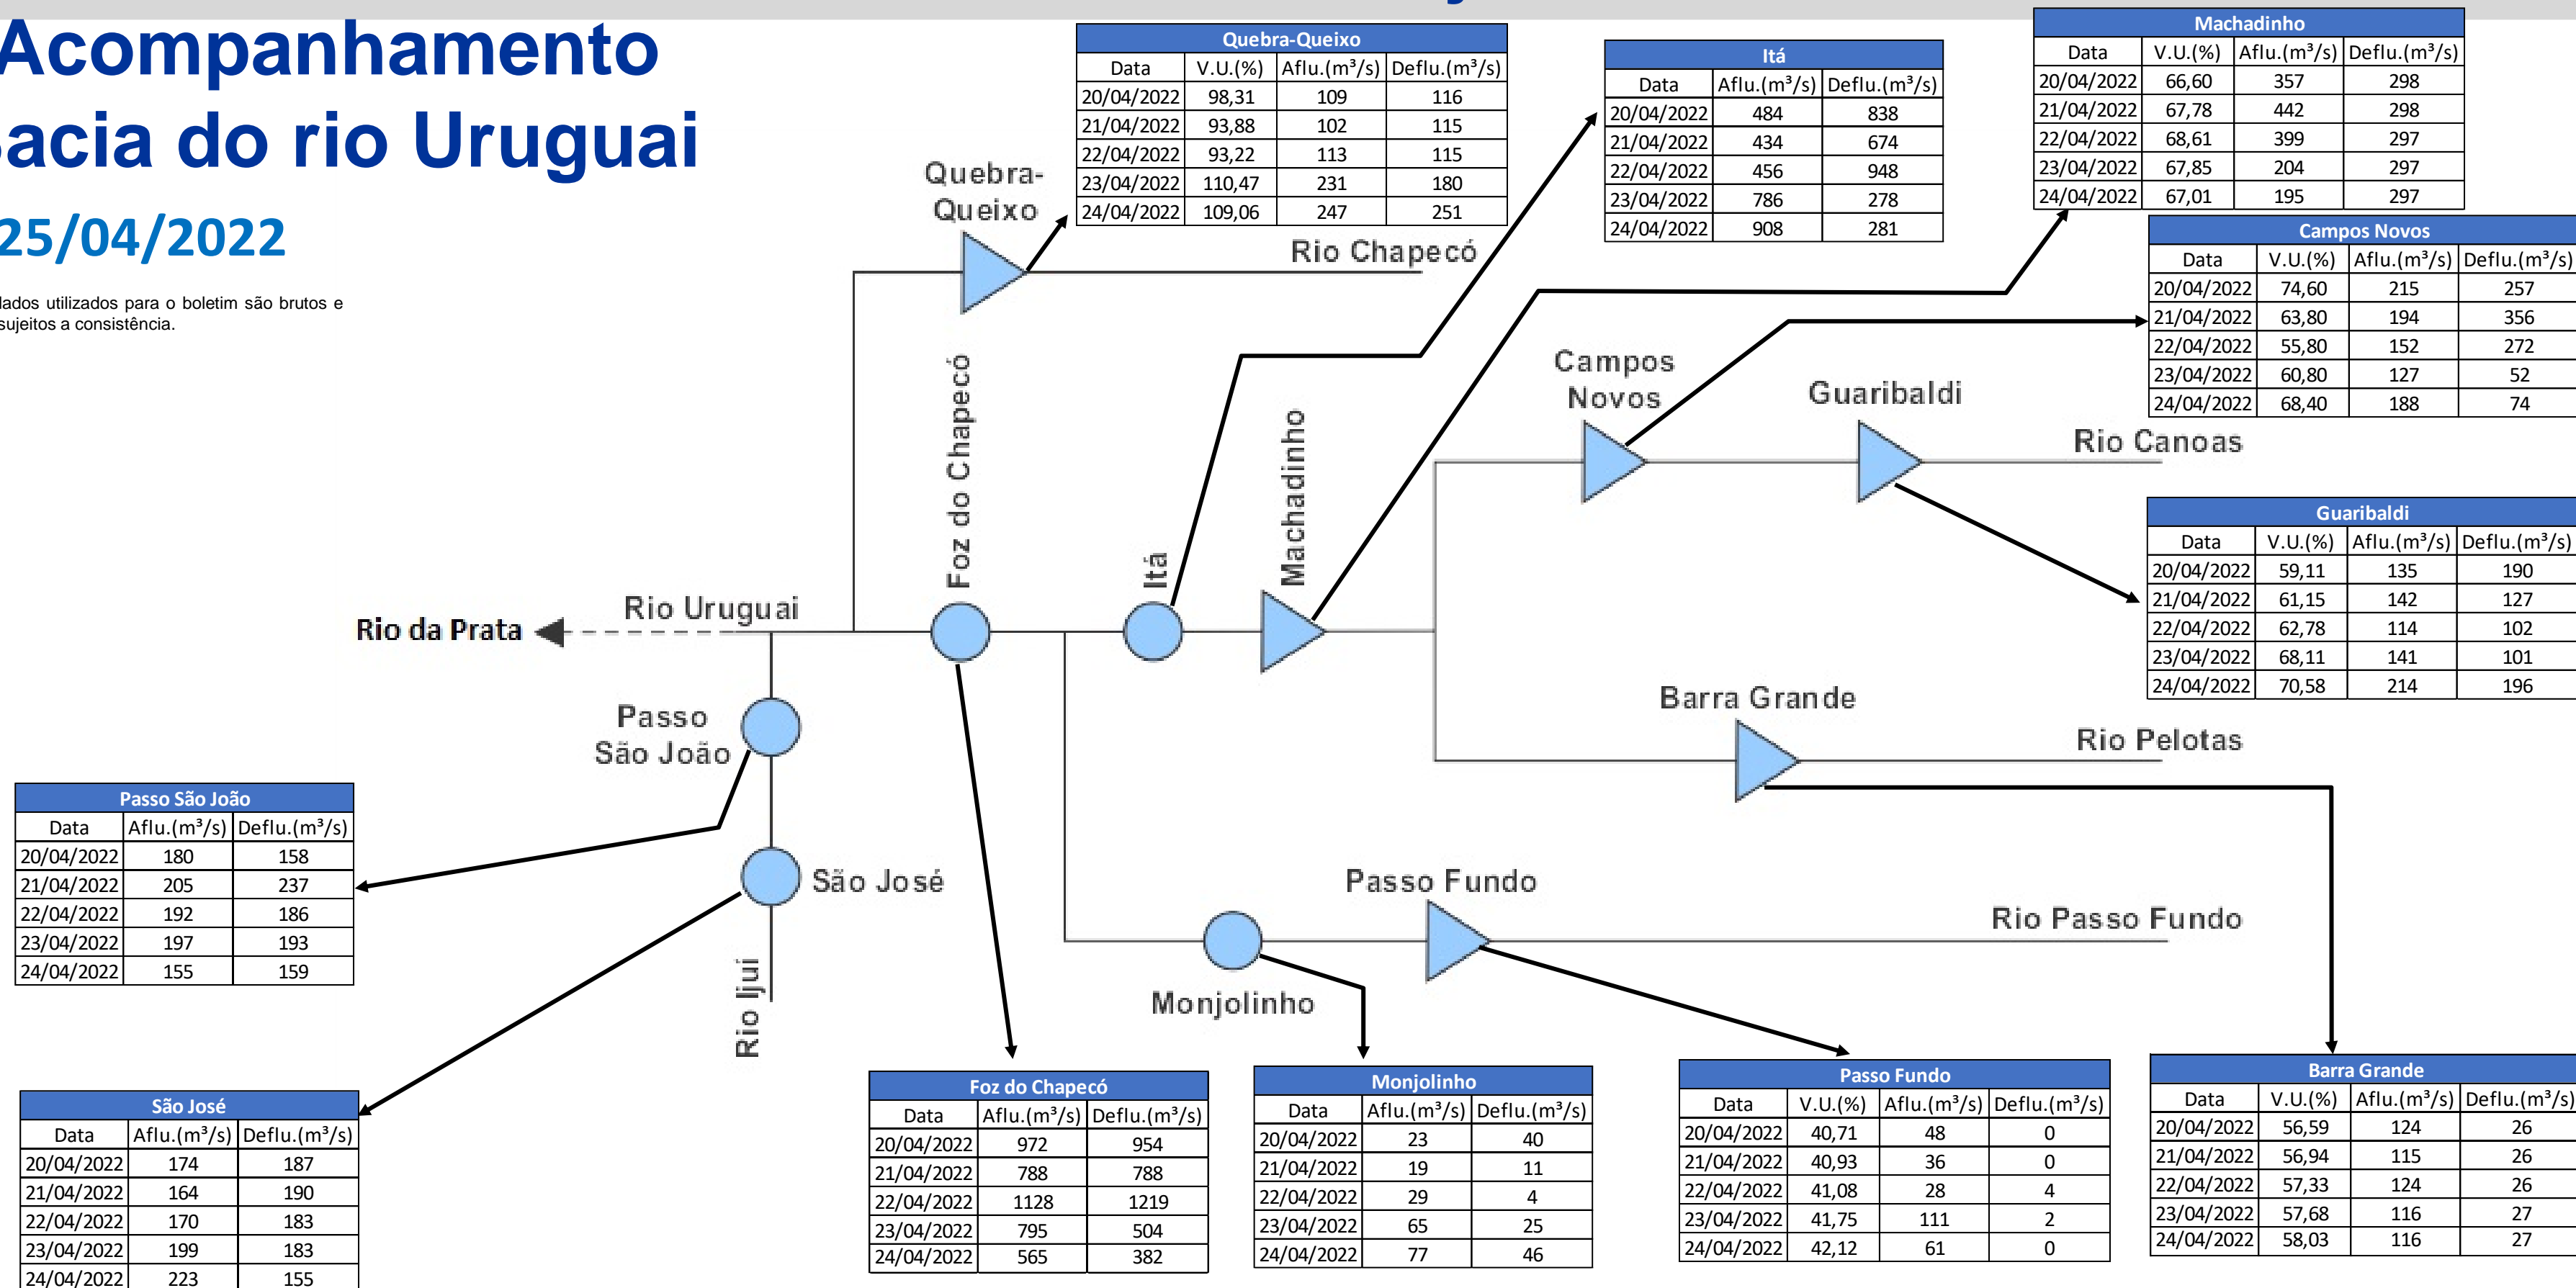 Acompanhamento
acia do rio Uruguai
25/04/2022
dados utilizados para o boletim são brutos e
sujeitos a consistência.
Quebra-Queixo
Data V.U.(%) Aflu.(m³/s) Deflu.(m³/s)
20/04/2022 98,31 109 116
21/04/2022 93,88 102 115
22/04/2022 93,22 113 115
23/04/2022 110,47 231 180
24/04/2022 109,06 247 251
Itá
Data Aflu.(m³/s) Deflu.(m³/s)
20/04/2022 484 838
21/04/2022 434 674
22/04/2022 456 948
23/04/2022 786 278
24/04/2022 908 281
Machadinho
Data V.U.(%) Aflu.(m³/s) Deflu.(m³/s)
20/04/2022 66,60 357 298
21/04/2022 67,78 442 298
22/04/2022 68,61 399 297
23/04/2022 67,85 204 297
24/04/2022 67,01 195 297
Campos Novos
Data V.U.(%) Aflu.(m³/s) Deflu.(m³/s)
20/04/2022 74,60 215 257
21/04/2022 63,80 194 356
22/04/2022 55,80 152 272
23/04/2022 60,80 127 52
24/04/2022 68,40 188 74
Quebra-
Queixo
Rio Chapecó
Foz do Chapecó
Itá
Machadinho
Campos
Novos
Guaribaldi
Rio Canoas
Guaribaldi
Data V.U.(%) Aflu.(m³/s) Deflu.(m³/s)
20/04/2022 59,11 135 190
21/04/2022 61,15 142 127
22/04/2022 62,78 114 102
23/04/2022 68,11 141 101
24/04/2022 70,58 214 196
Rio da Prata
Rio Uruguai
Passo
São João
Barra Grande
Rio Pelotas
Passo São João
Data Aflu.(m³/s) Deflu.(m³/s)
20/04/2022 180 158
21/04/2022 205 237
22/04/2022 192 186
23/04/2022 197 193
24/04/2022 155 159
São José
Passo Fundo
Rio Passo Fundo
Rio Ijuí
Monjolinho
São José
Data Aflu.(m³/s) Deflu.(m³/s)
20/04/2022 174 187
21/04/2022 164 190
22/04/2022 170 183
23/04/2022 199 183
24/04/2022 223 155
Foz do Chapecó
Data Aflu.(m³/s) Deflu.(m³/s)
20/04/2022 972 954
21/04/2022 788 788
22/04/2022 1128 1219
23/04/2022 795 504
24/04/2022 565 382
Monjolinho
Data Aflu.(m³/s) Deflu.(m³/s)
20/04/2022 23 40
21/04/2022 19 11
22/04/2022 29 4
23/04/2022 65 25
24/04/2022 77 46
Passo Fundo
Data V.U.(%) Aflu.(m³/s) Deflu.(m³/s)
20/04/2022 40,71 48 0
21/04/2022 40,93 36 0
22/04/2022 41,08 28 4
23/04/2022 41,75 111 2
24/04/2022 42,12 61 0
Barra Grande
Data V.U.(%) Aflu.(m³/s) Deflu.(m³/s)
20/04/2022 56,59 124 26
21/04/2022 56,94 115 26
22/04/2022 57,33 124 26
23/04/2022 57,68 116 27
24/04/2022 58,03 116 27